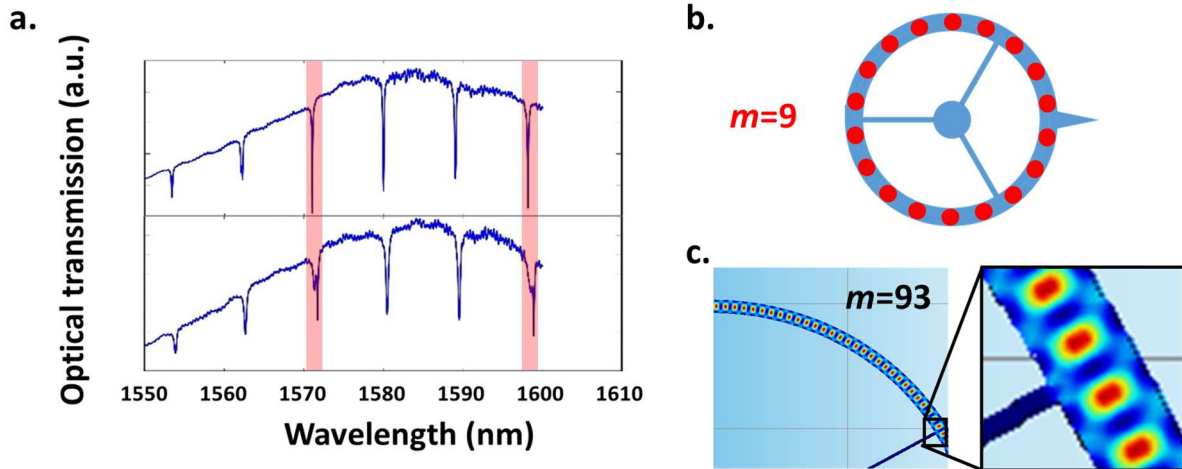 a.
Optical transmission (a.u.)
1550 1560 1570 1580 1590 1600 1610
Wavelength (nm)
b.
m=9
c.
m=93